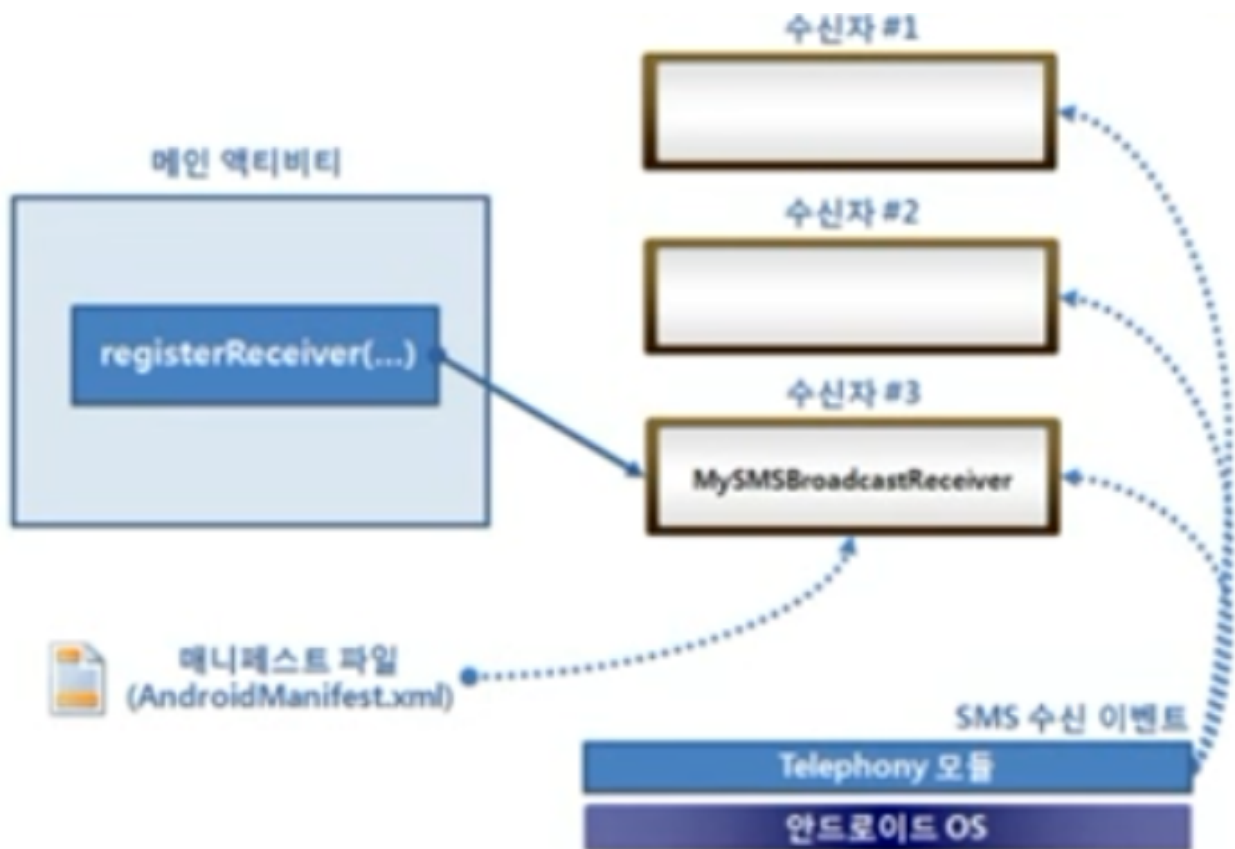 수신자 #1
메인 액티비티
수신자 #2
registerReceiver(...)
수신자 #3
MySMSBroadcastReceiver
매니페스트 파일
(AndroidManifest.xml)
SMS 수신 이벤트
Telephony 모듈
안드로이드 OS